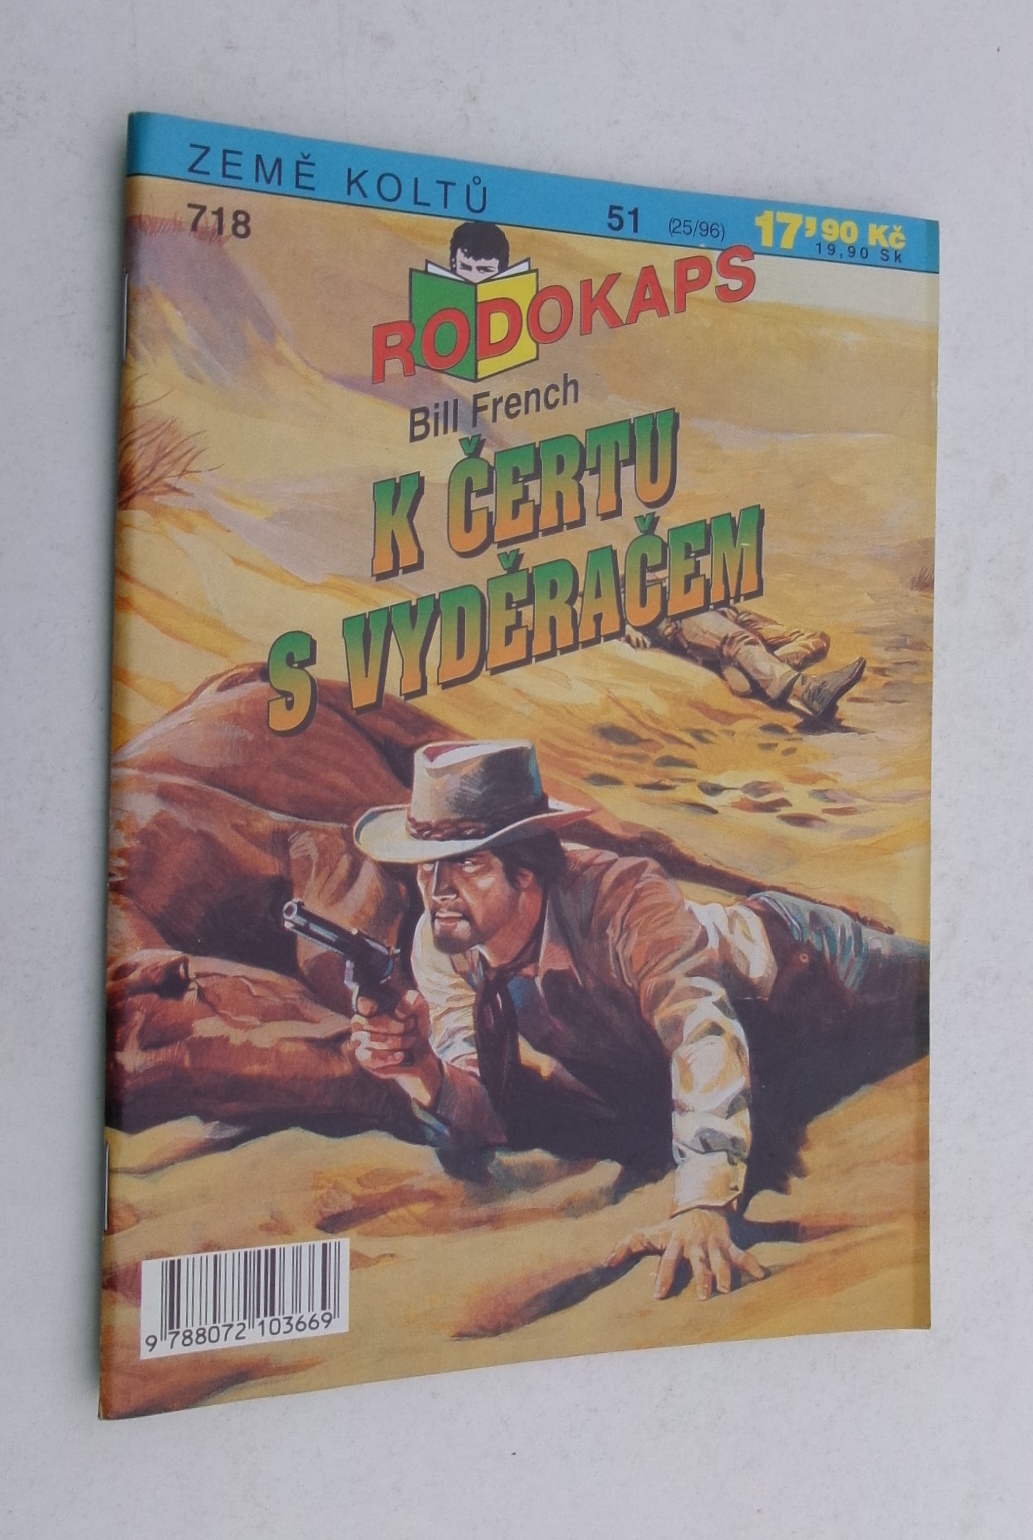 ZEMĚ KOLTŮ 51 (25/96) 17,90 Kč
19,90 Sk
718
RODOKAPS
Bill French
K ČERTU
S VYDĚRAČEM
9 788072 103669